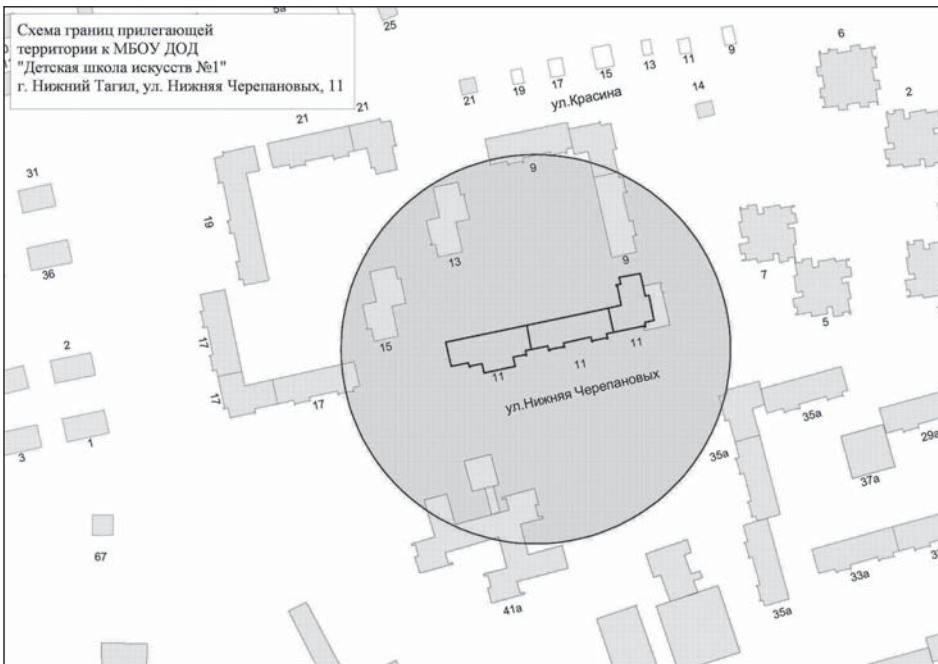 Схема границ прилегающей
территории к МБОУ ДОД
"Детская школа искусств №1"
г. Нижний Тагил, ул. Нижняя Черепановых, 11
25
6
9
11
13
15
17
19
21
ул.Красина
14
2
21
21
9
31
19
13
36
9
7
5
15
11
11
11
2
17
ул.Нижняя Черепановых
17
17
35а
29а
3
1
35а
37а
67
33а
41а
35а